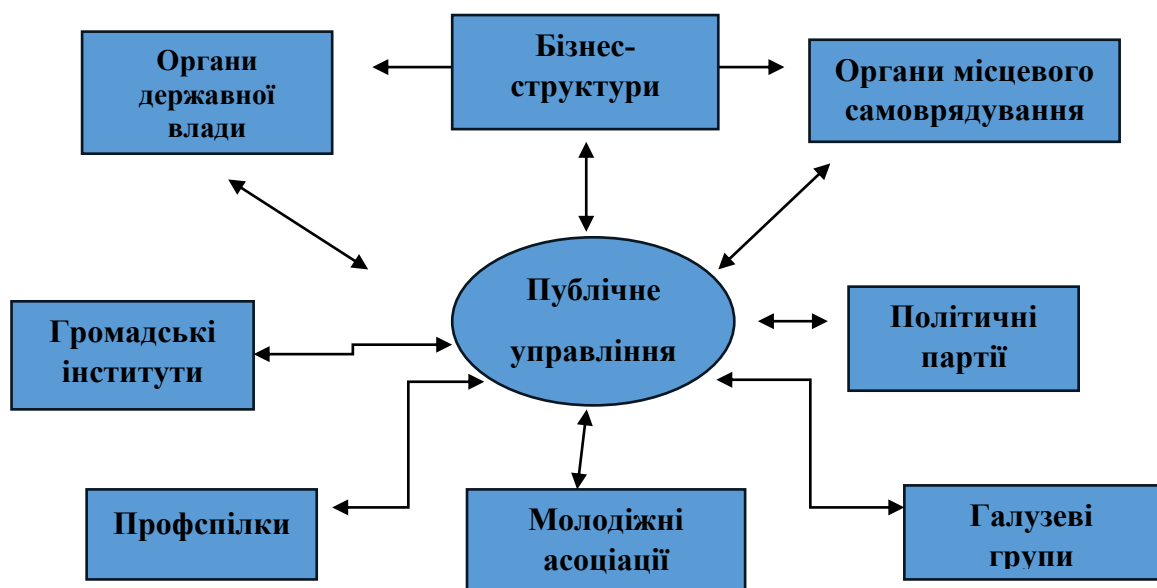 Бізнес-
структури
Органи
державної
влади
Органи місцевого
самоврядування
Публічне
управління
Громадські
інститути
Політичні
партії
Профспілки
Молодіжні
асоціації
Галузеві
групи